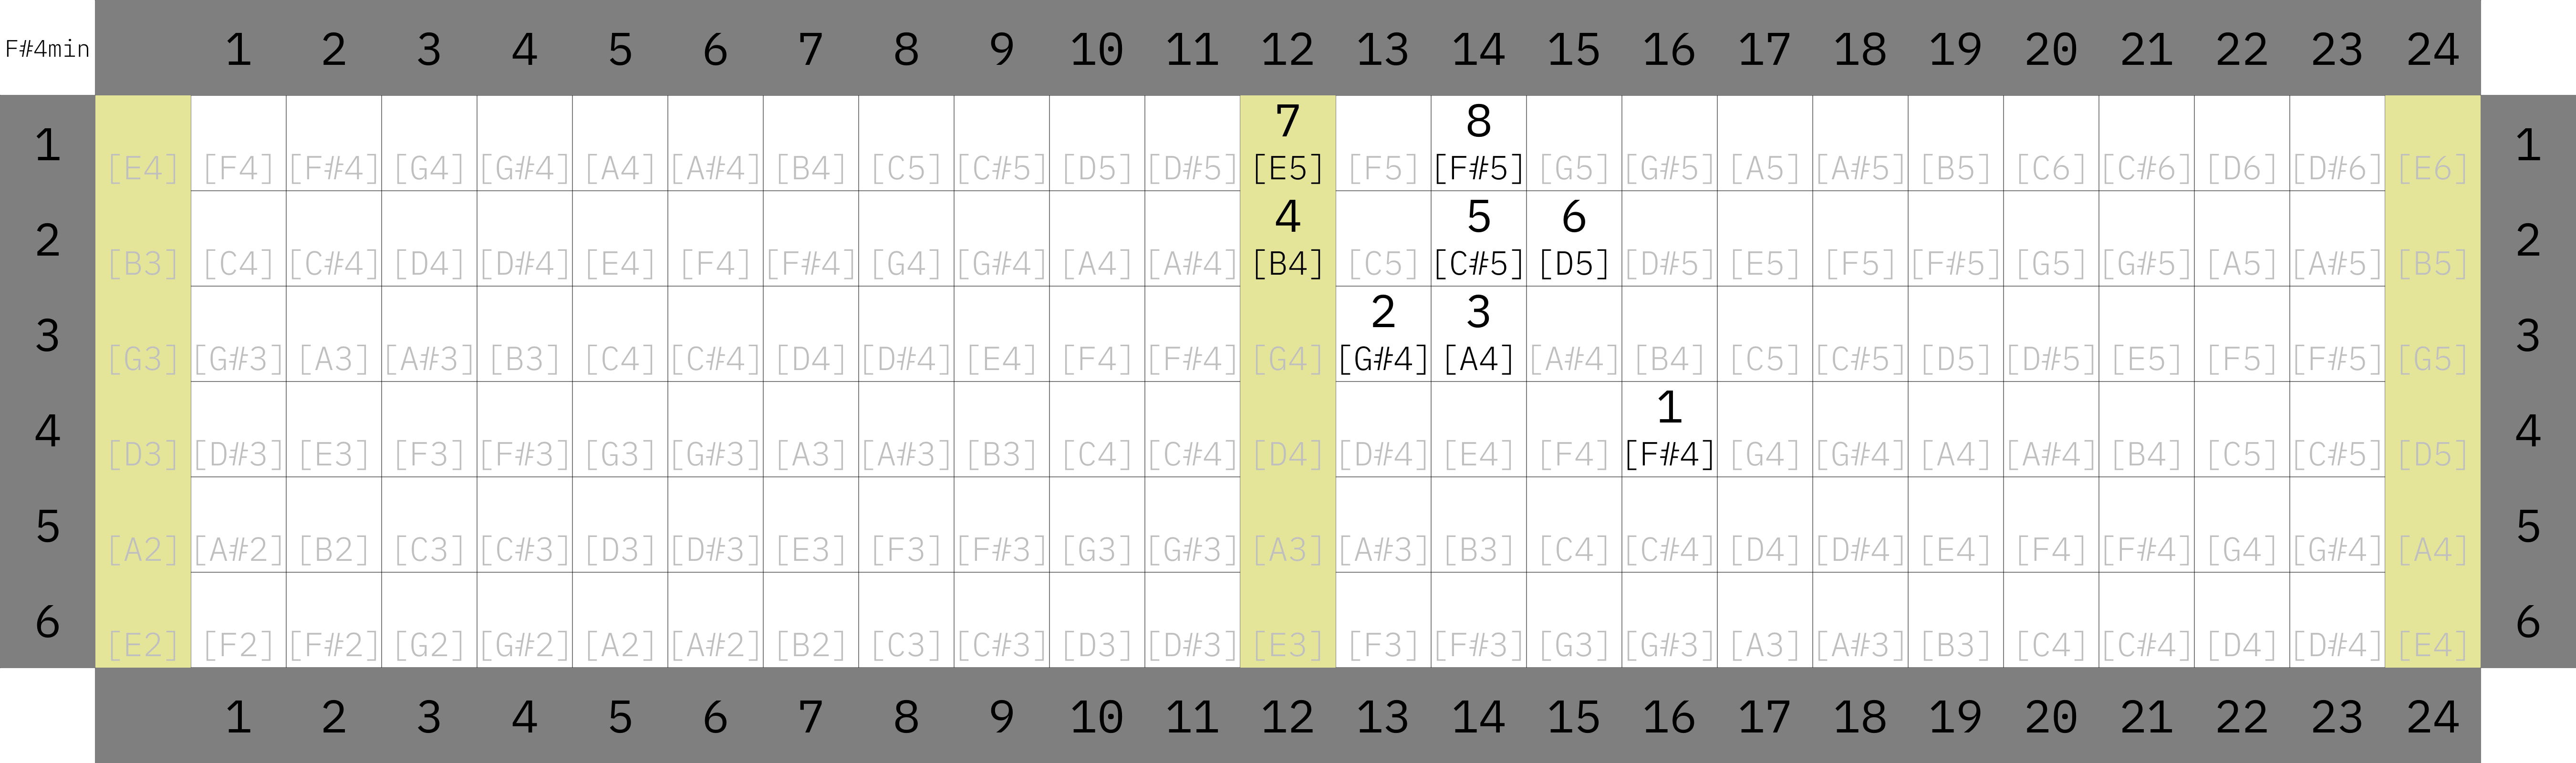 F#4min 1 2 3 4 5 6 7 8 9 10 11 12 13 14 15 16 17 18 19 20 21 22 23 24
7 8
1 [E4] [F4] [F#4] [G4] [G#4] [A4] [A#4] [B4] [C5] [C#5] [D5] [D#5] [E5] [F5] [F#5] [G5] [G#5] [A5] [A#5] [B5] [C6] [C#6] [D6] [D#6] [E6] 1
4 5 6
2 [B3] [C4] [C#4] [D4] [D#4] [E4] [F4] [F#4] [G4] [G#4] [A4] [A#4] [B4] [C5] [C#5] [D5] [D#5] [E5] [F5] [F#5] [G5] [G#5] [A5] [A#5] [B5] 2
2 3
3 [G3] [G#3] [A3] [A#3] [B3] [C4] [C#4] [D4] [D#4] [E4] [F4] [F#4] [G4] [G#4] [A4] [A#4] [B4] [C5] [C#5] [D5] [D#5] [E5] [F5] [F#5] [G5] 3
1
4 [D3] [D#3] [E3] [F3] [F#3] [G3] [G#3] [A3] [A#3] [B3] [C4] [C#4] [D4] [D#4] [E4] [F4] [F#4] [G4] [G#4] [A4] [A#4] [B4] [C5] [C#5] [D5] 4
5 [A2] [A#2] [B2] [C3] [C#3] [D3] [D#3] [E3] [F3] [F#3] [G3] [G#3] [A3] [A#3] [B3] [C4] [C#4] [D4] [D#4] [E4] [F4] [F#4] [G4] [G#4] [A4] 5
6 [E2] [F2] [F#2] [G2] [G#2] [A2] [A#2] [B2] [C3] [C#3] [D3] [D#3] [E3] [F3] [F#3] [G3] [G#3] [A3] [A#3] [B3] [C4] [C#4] [D4] [D#4] [E4] 6
1 2 3 4 5 6 7 8 9 10 11 12 13 14 15 16 17 18 19 20 21 22 23 24